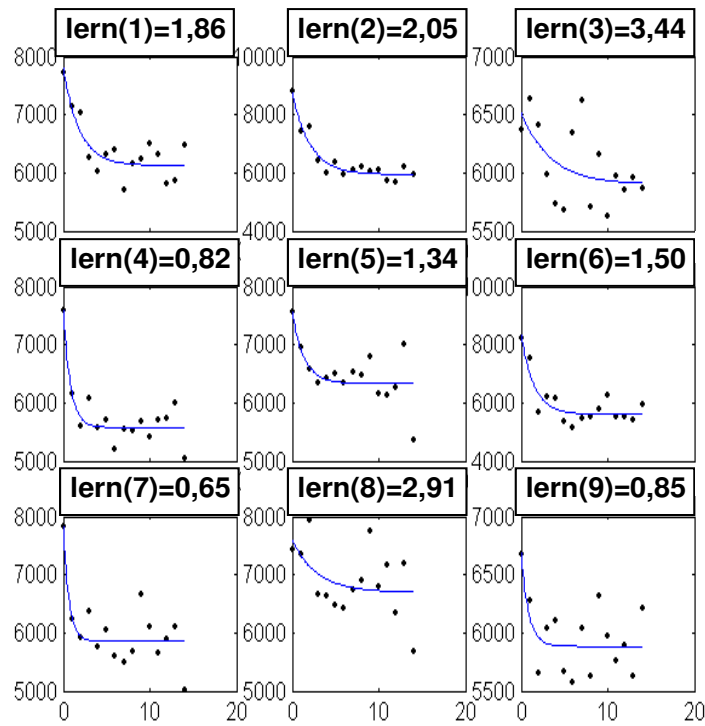 lern(1)=1,86 lern(2)=2,05 lern(3)=3,44
8000 10000 7000
7000 8000 6500
6000 6000 6000
5000 4000 5500
lern(4)=0,82 lern(5)=1,34 lern(6)=1,50
8000 8000 10000
7000 7000 8000
6000 6000 6000
5000 5000 4000
lern(7)=0,65 lern(8)=2,91 lern(9)=0,85
8000 8000 7000
7000 7000 6500
6000 6000 6000
5000 5000 5500
0 10 20 0 10 20 0 10 20